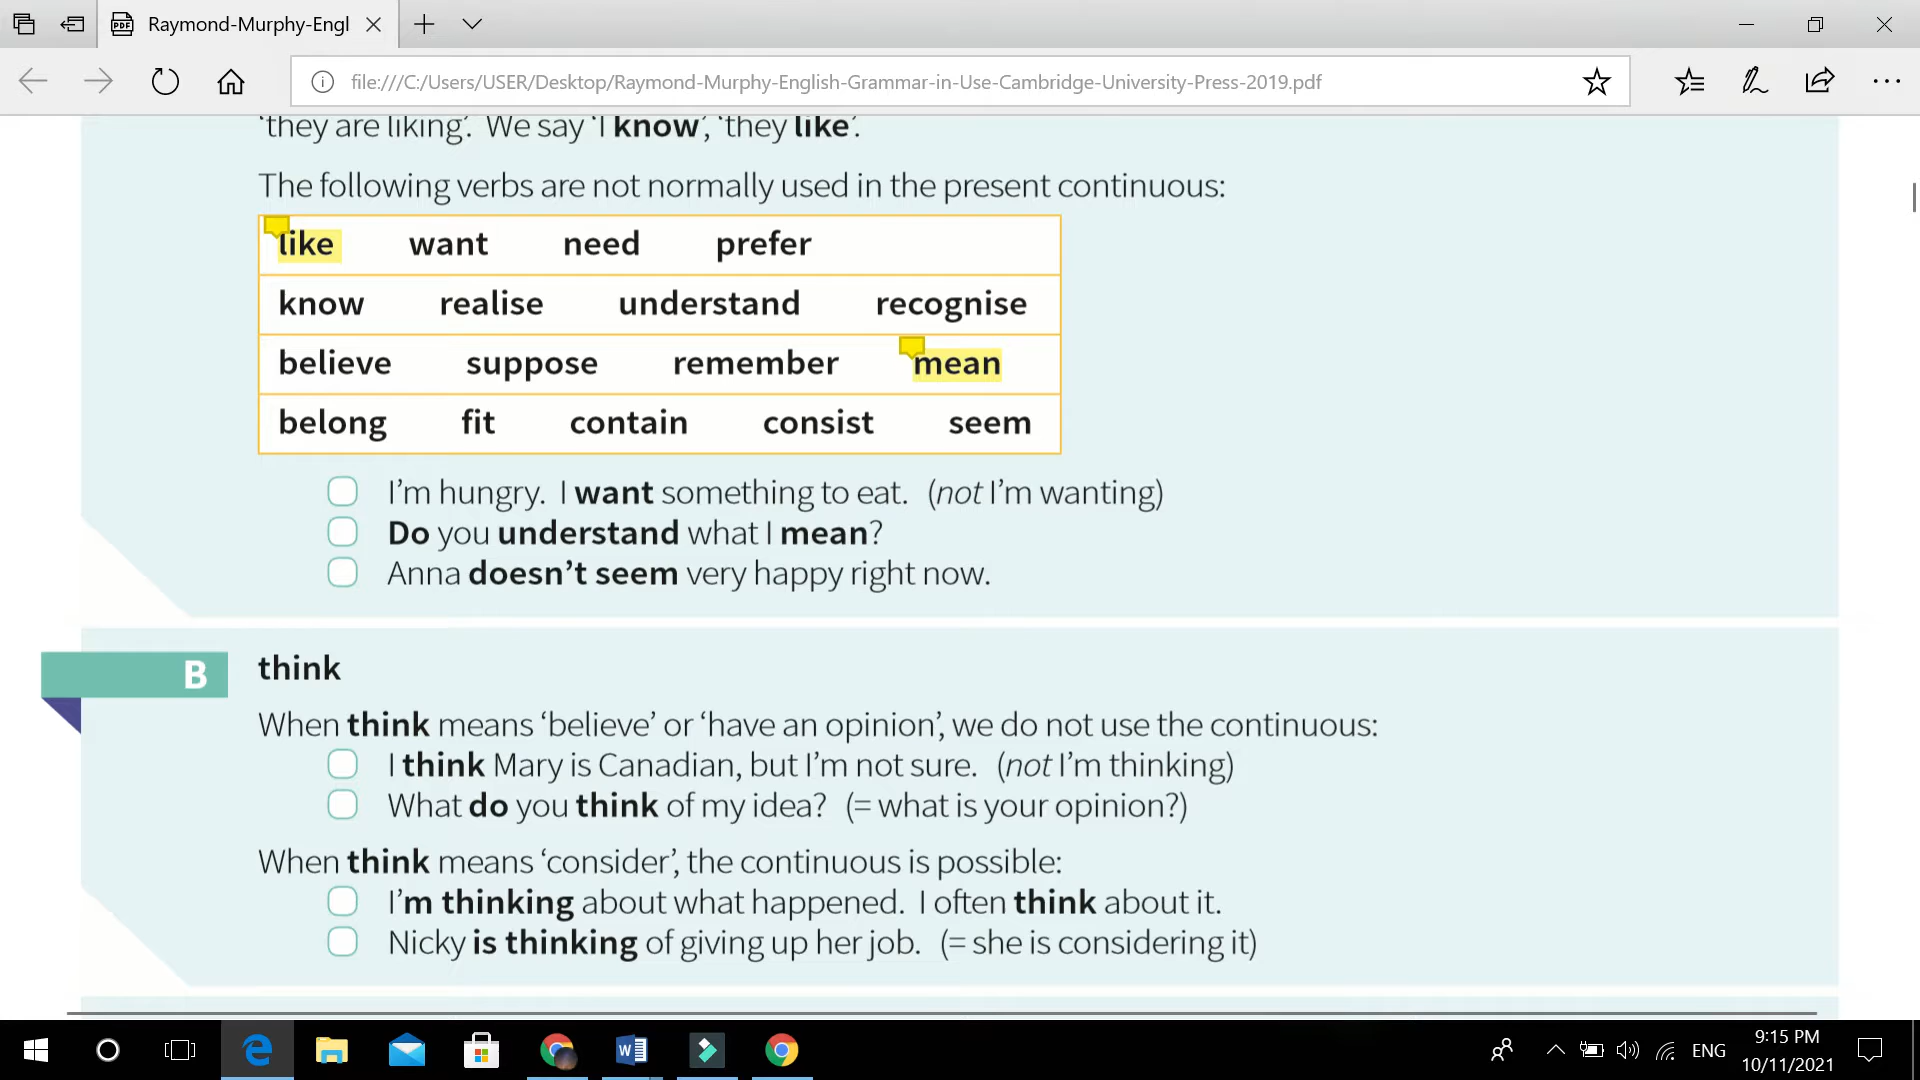 Raymond-Murphy-Engl
file:///C:/Users/USER/Desktop/Raymond-Murphy-English-Grammar-in-Use-Cambridge-University-Press-2019.pdf
‘they are liking’. We say ‘I know’, ‘they like’.
The following verbs are not normally used in the present continuous:
like want need prefer
know realise understand recognise
believe suppose remember mean
belong fit contain consist seem
I’m hungry. I want something to eat. (not I’m wanting)
Do you understand what I mean?
Anna doesn’t seem very happy right now.
B think
When think means ‘believe’ or ‘have an opinion’, we do not use the continuous:
I think Mary is Canadian, but I’m not sure. (not I’m thinking)
What do you think of my idea? (= what is your opinion?)
When think means ‘consider’, the continuous is possible:
I’m thinking about what happened. I often think about it.
Nicky is thinking of giving up her job. (= she is considering it)
ENG
9:15 PM
10/11/2021